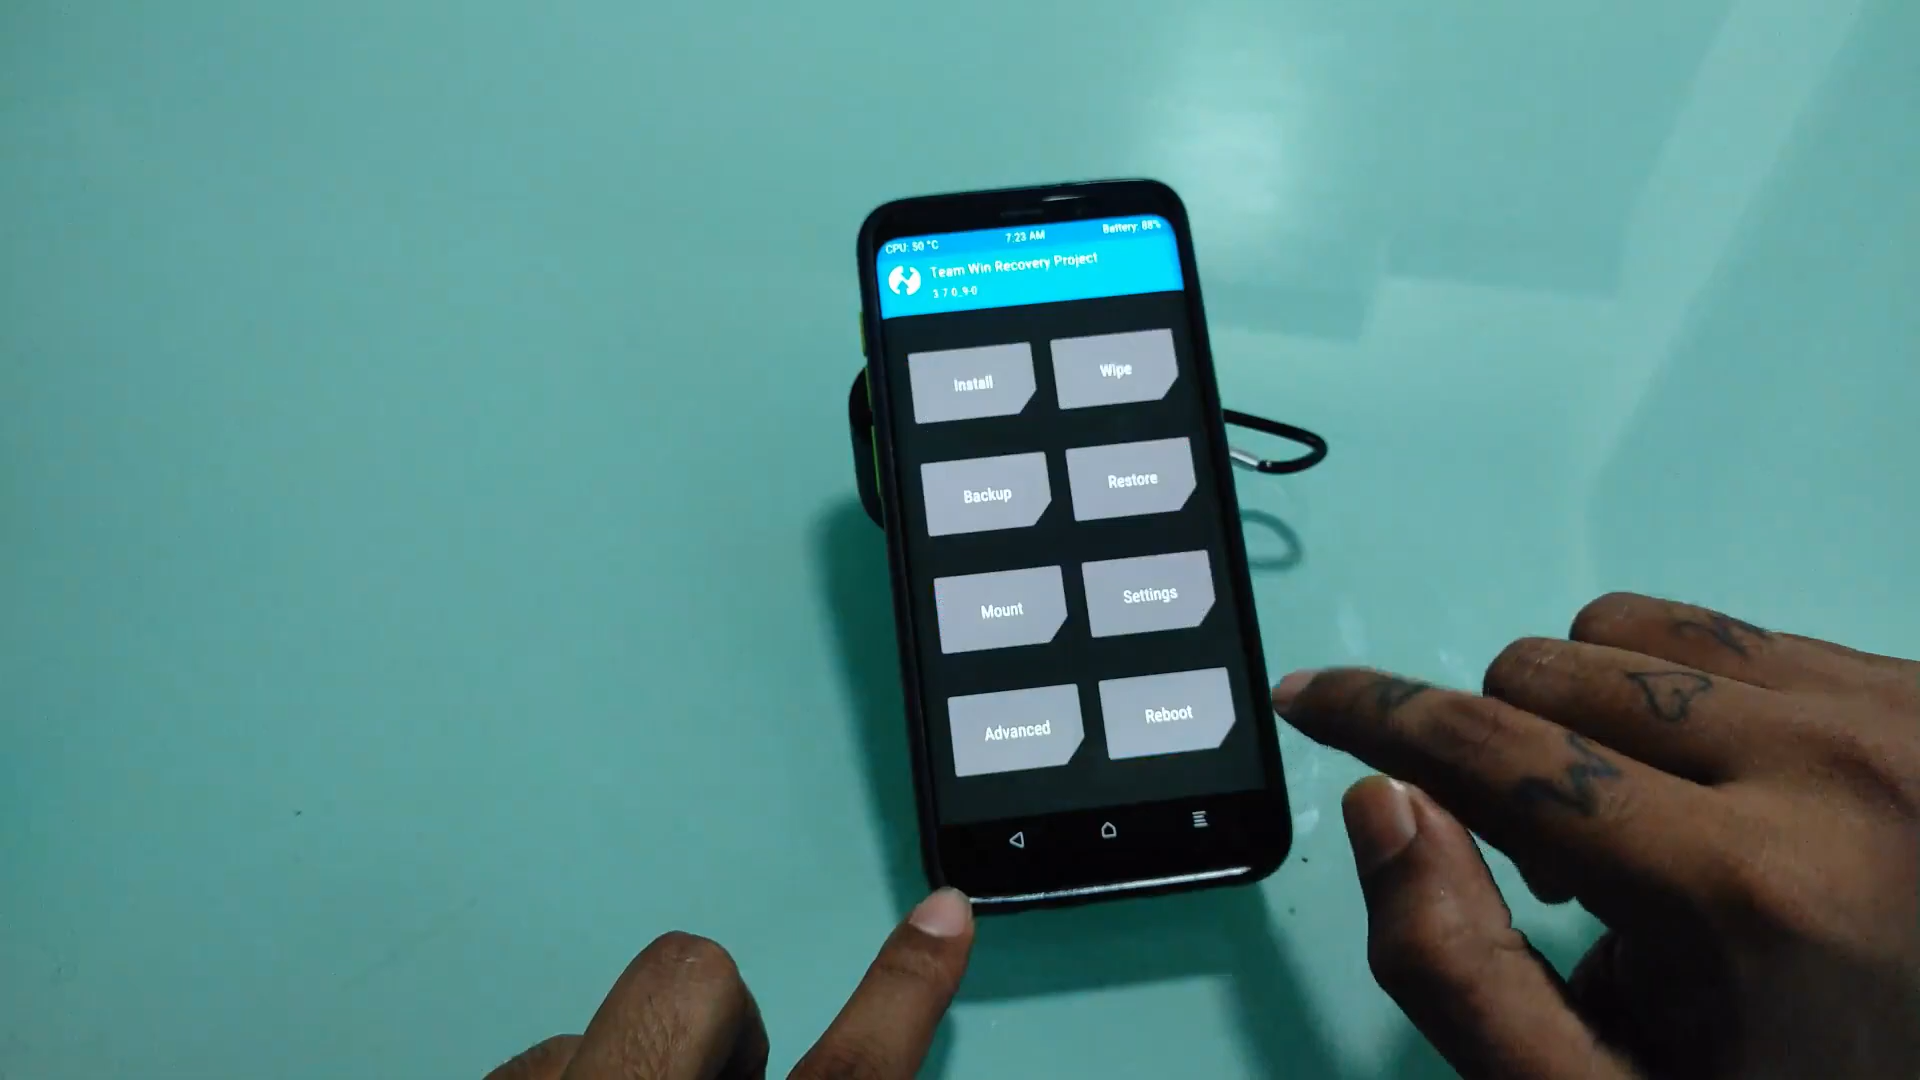 CPU: 50 °C 7:23 AM Battery: 88%
Team Win Recovery Project
3.7.0_9-0
Install Wipe
Backup Restore
Mount Settings
Advanced Reboot